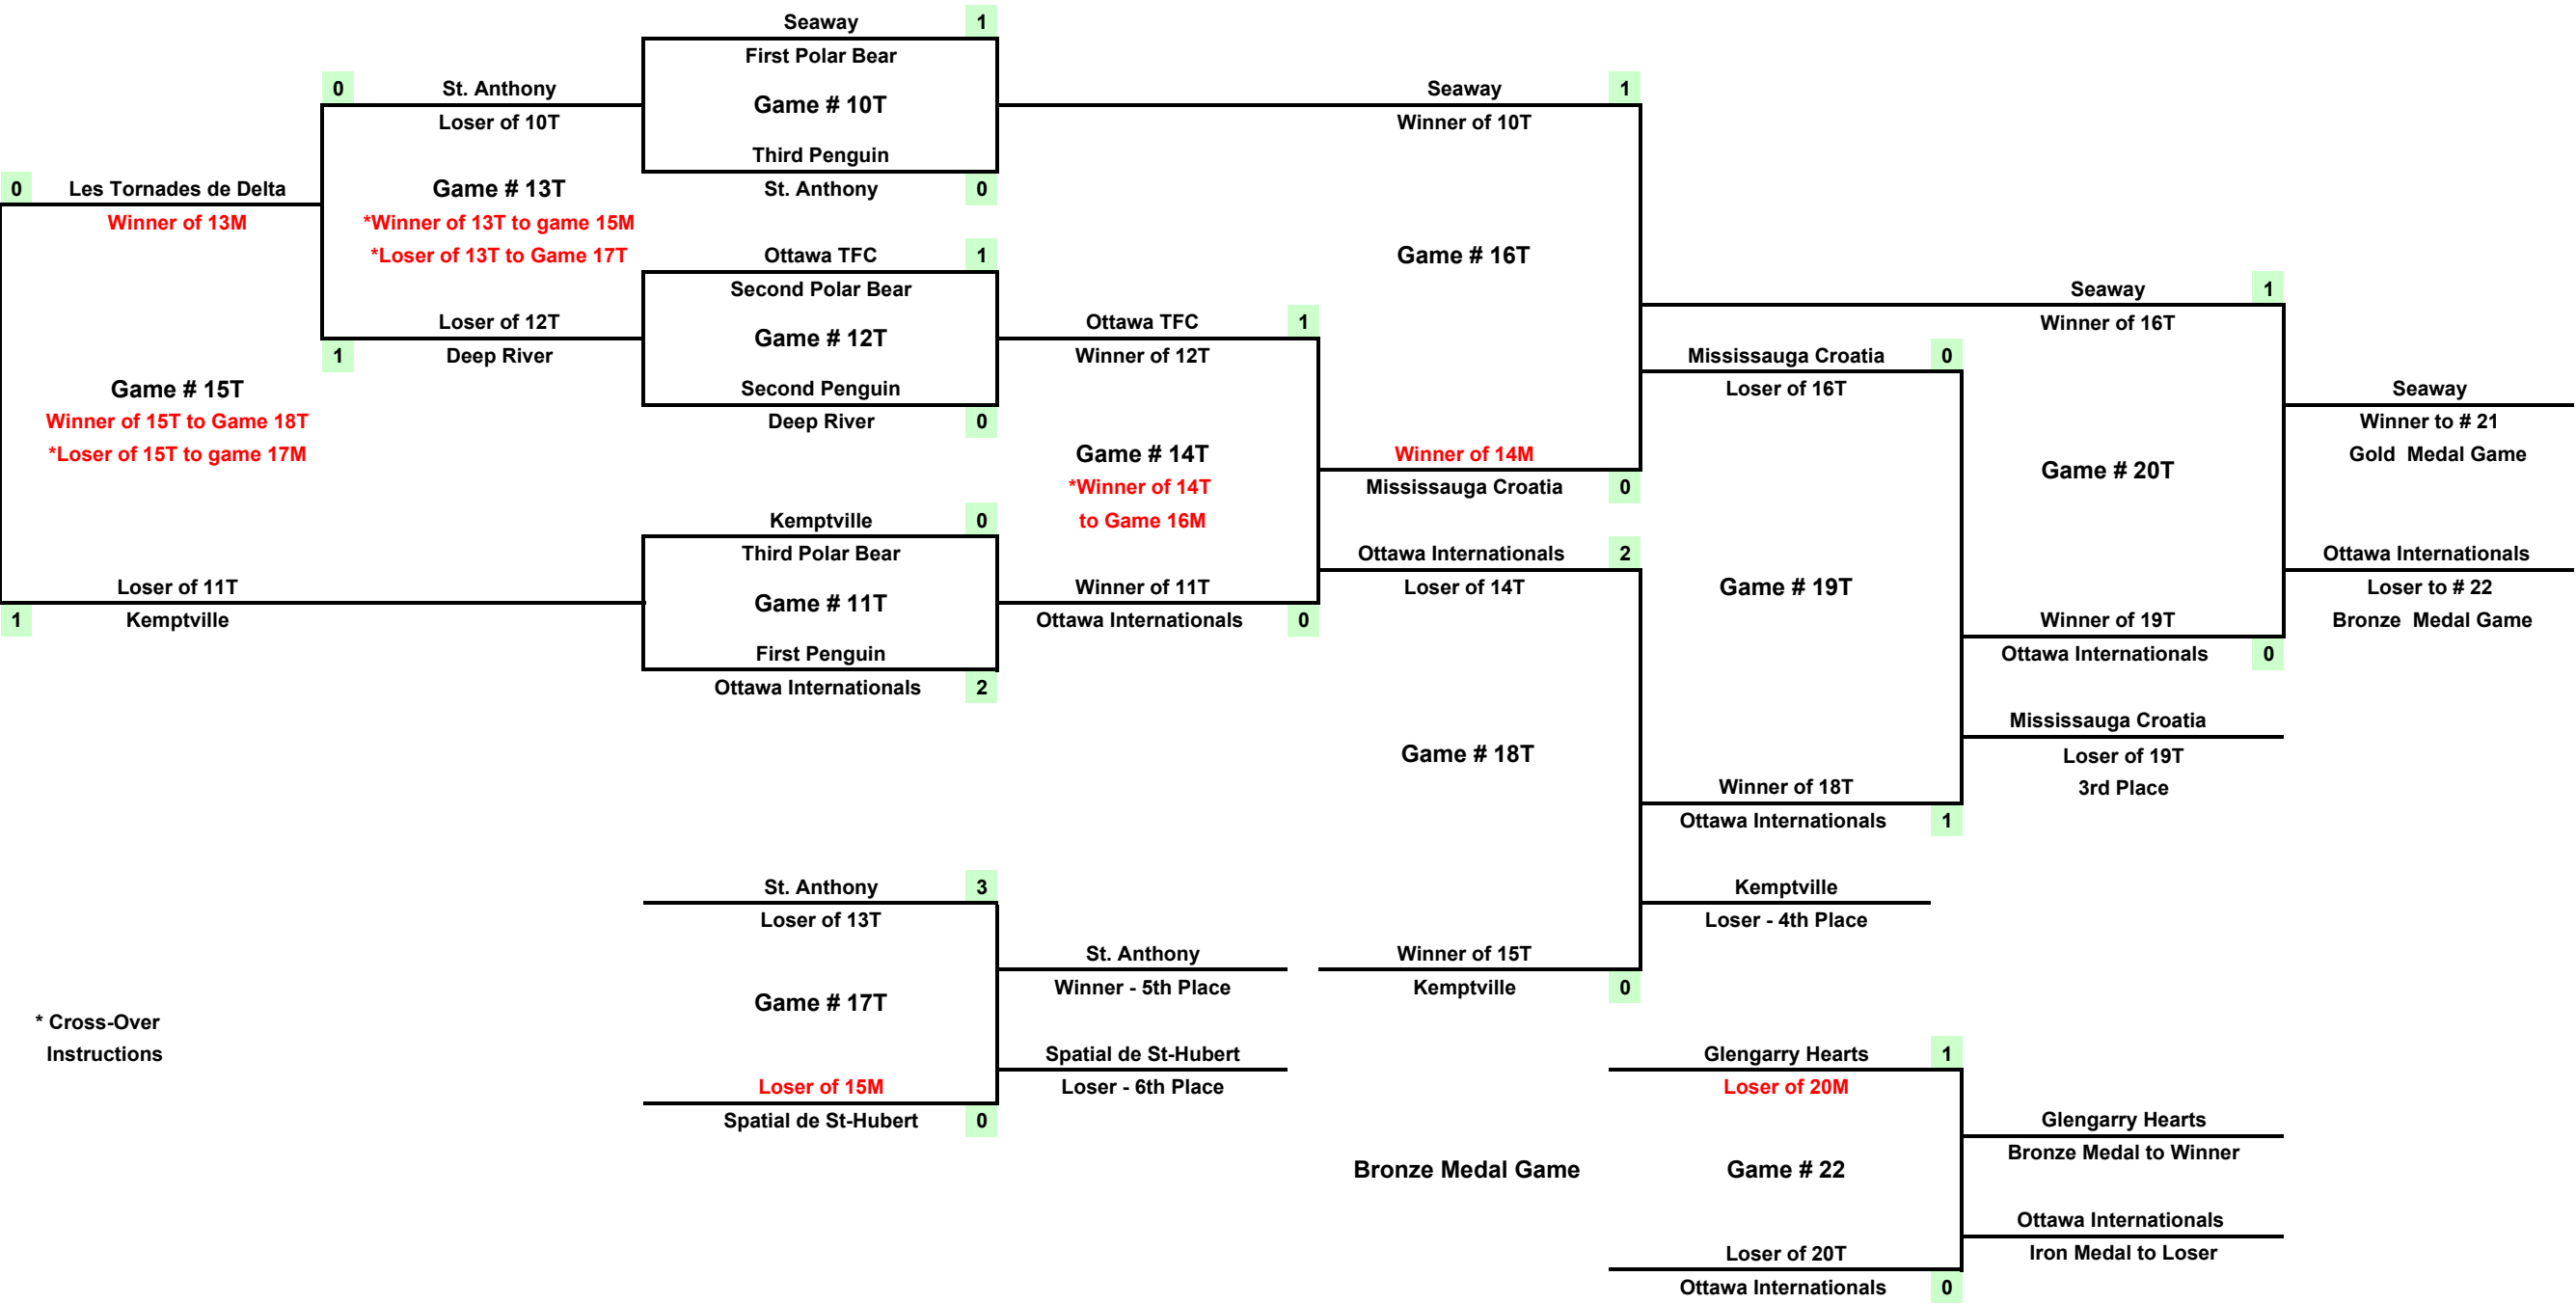 Seaway 1
First Polar Bear
0 St. Anthony
Game # 10T
Seaway 1
Loser of 10T
Winner of 10T
Third Penguin
0 Les Tornades de Delta
Game # 13T
St. Anthony 0
Winner of 13M
*Winner of 13T to game 15M
*Loser of 13T to Game 17T
Ottawa TFC 1
Game # 16T
Second Polar Bear
Seaway 1
Loser of 12T
Ottawa TFC 1
Winner of 16T
Game # 12T
1 Deep River
Winner of 12T
Mississauga Croatia 0
Game # 15T
Second Penguin
Loser of 16T
Seaway
Winner of 15T to Game 18T
Deep River 0
Winner to # 21
*Loser of 15T to game 17M
Game # 14T
Winner of 14M
Gold Medal Game
Game # 20T
*Winner of 14T
Mississauga Croatia 0
Kemptville 0
to Game 16M
Third Polar Bear
Ottawa Internationals 2
Ottawa Internationals
Loser of 11T
Winner of 11T
Loser of 14T
Game # 19T
Loser to # 22
Game # 11T
1 Kemptville
Ottawa Internationals 0
Winner of 19T
Bronze Medal Game
First Penguin
Ottawa Internationals 0
Ottawa Internationals 2
Mississauga Croatia
Game # 18T
Loser of 19T
Winner of 18T
3rd Place
Ottawa Internationals 1
St. Anthony 3
Kemptville
Loser of 13T
Loser - 4th Place
St. Anthony
Winner of 15T
Winner - 5th Place
Kemptville 0
Game # 17T
* Cross-Over
Instructions
Spatial de St-Hubert
Glengarry Hearts 1
Loser of 15M
Loser - 6th Place
Loser of 20M
Spatial de St-Hubert 0
Glengarry Hearts
Bronze Medal to Winner
Bronze Medal Game
Game # 22
Ottawa Internationals
Loser of 20T
Iron Medal to Loser
Ottawa Internationals 0